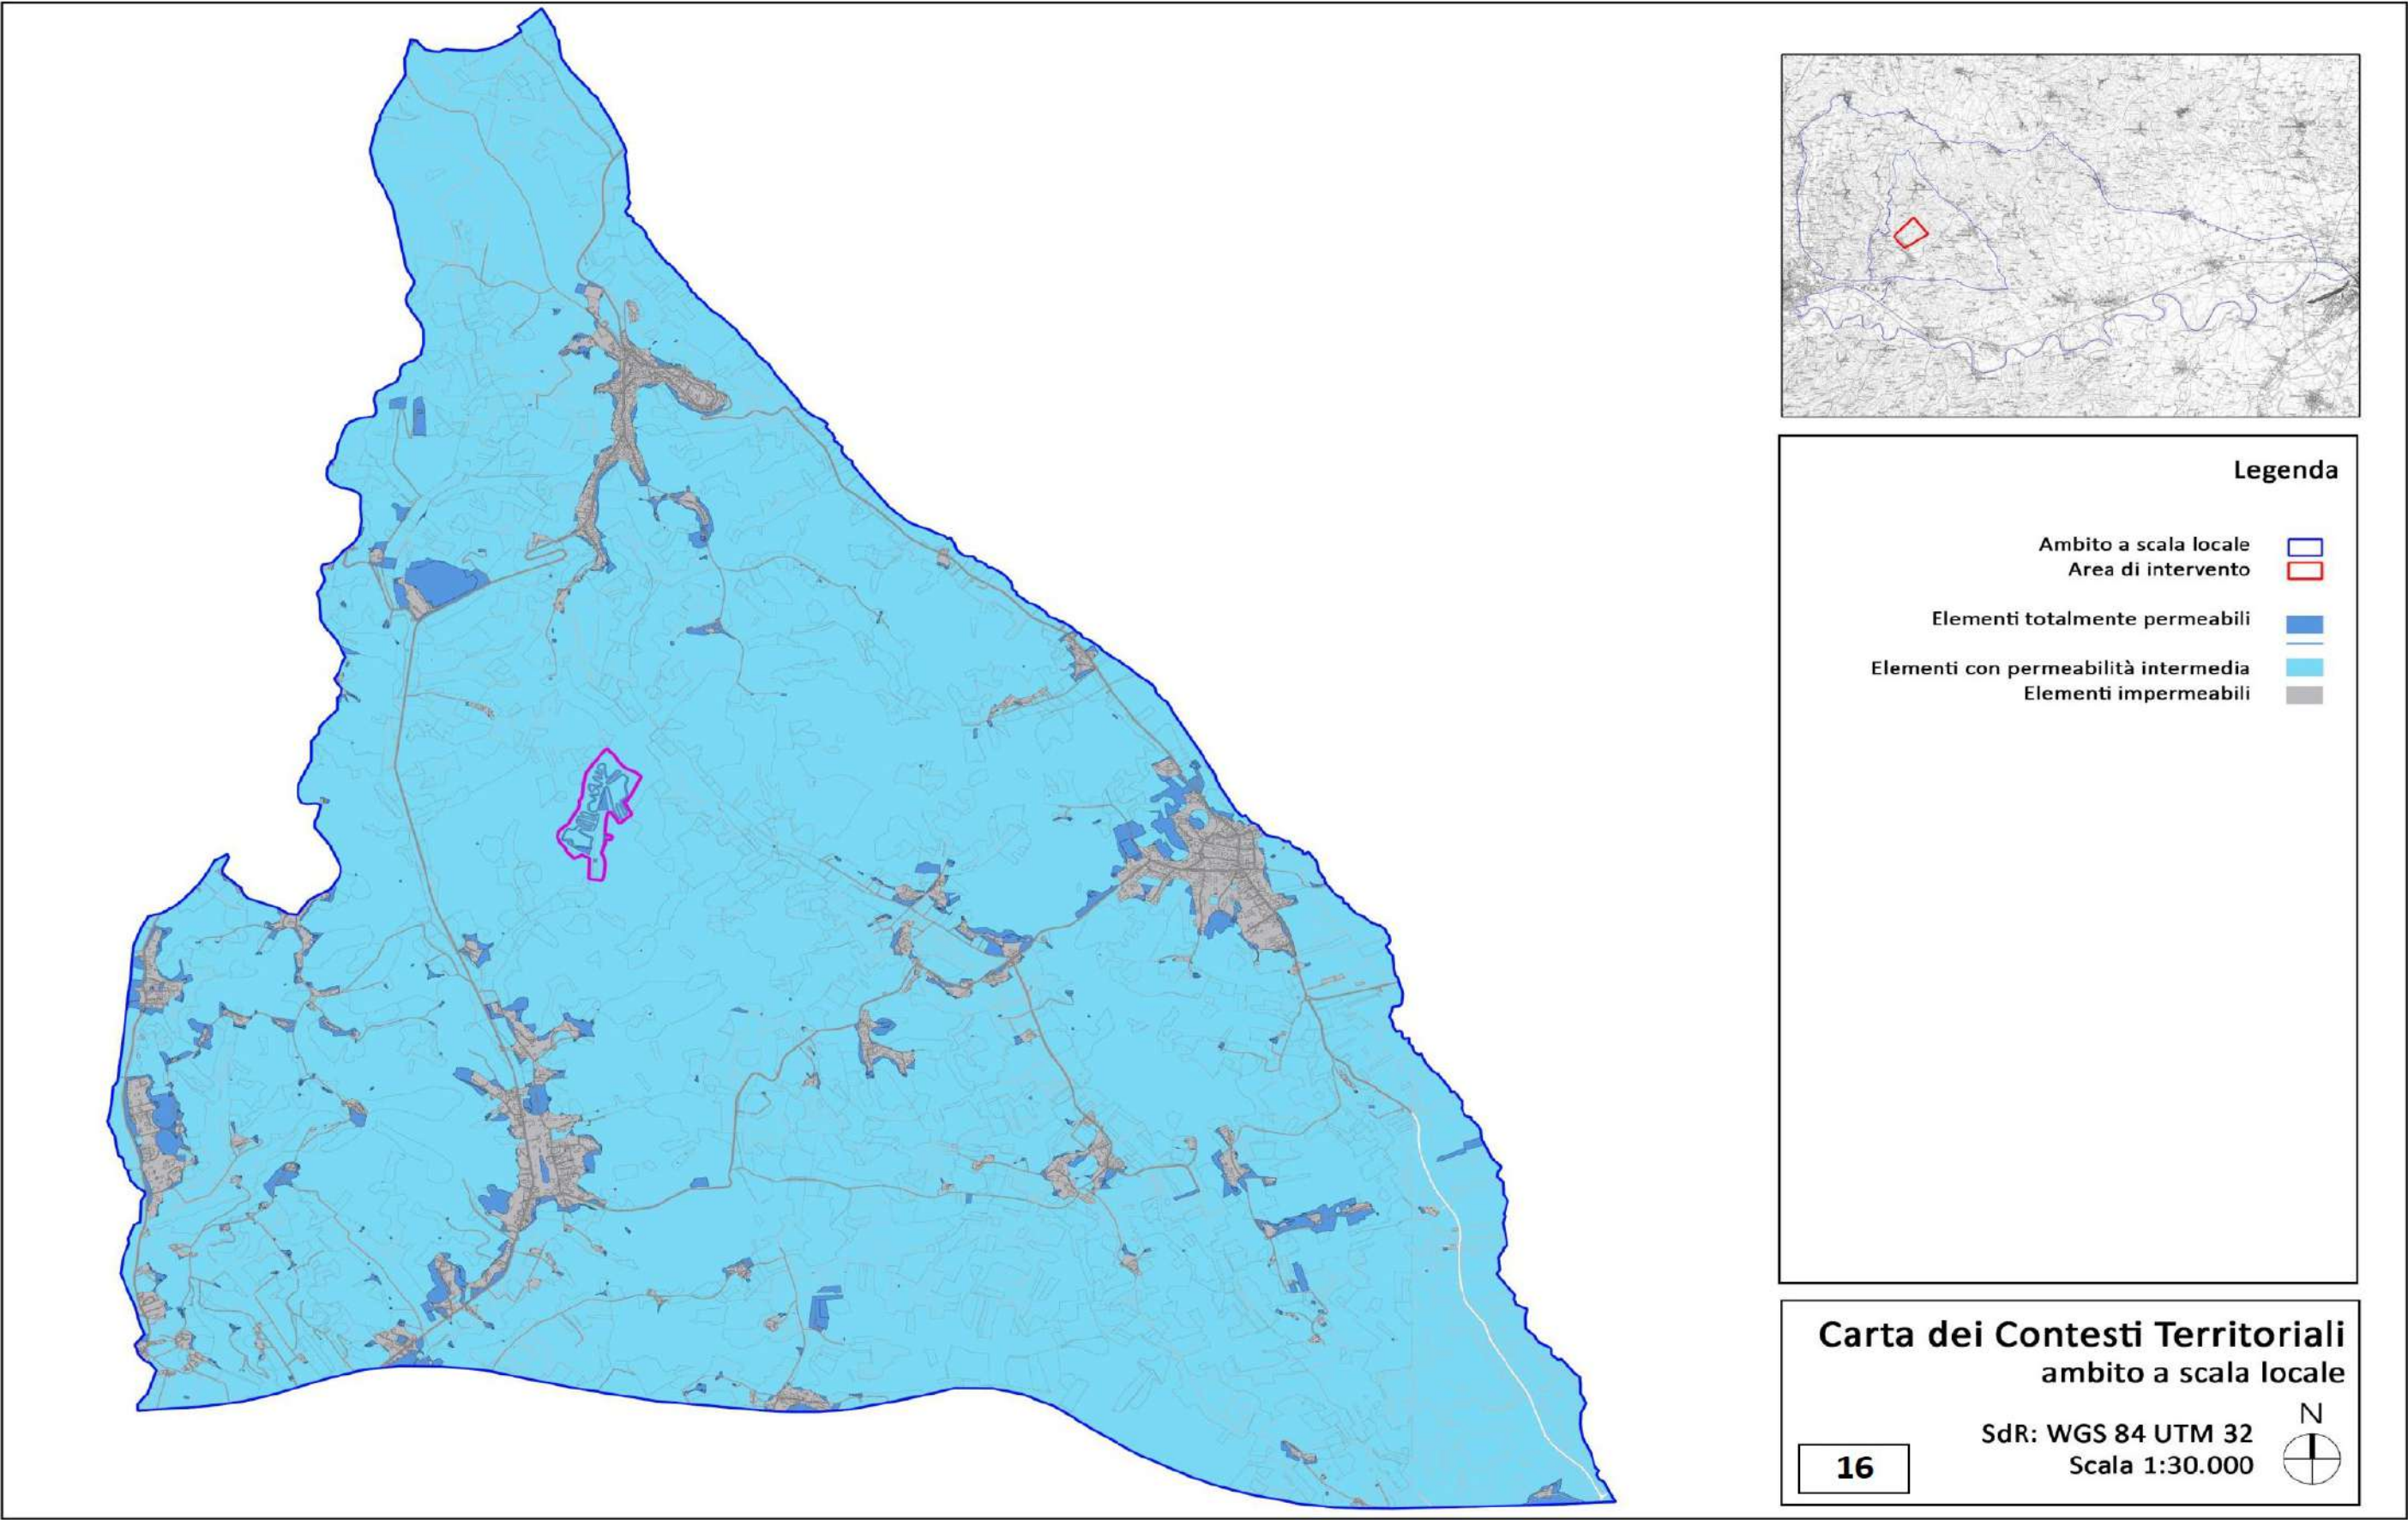 Legenda
Ambito a scala locale
Area di intervento
Elementi totalmente permeabili
Elementi con permeabilità intermedia
Elementi impermeabili
Carta dei Contesti Territoriali
ambito a scala locale
N
SdR: WGS 84 UTM 32
Scala 1:30.000
16